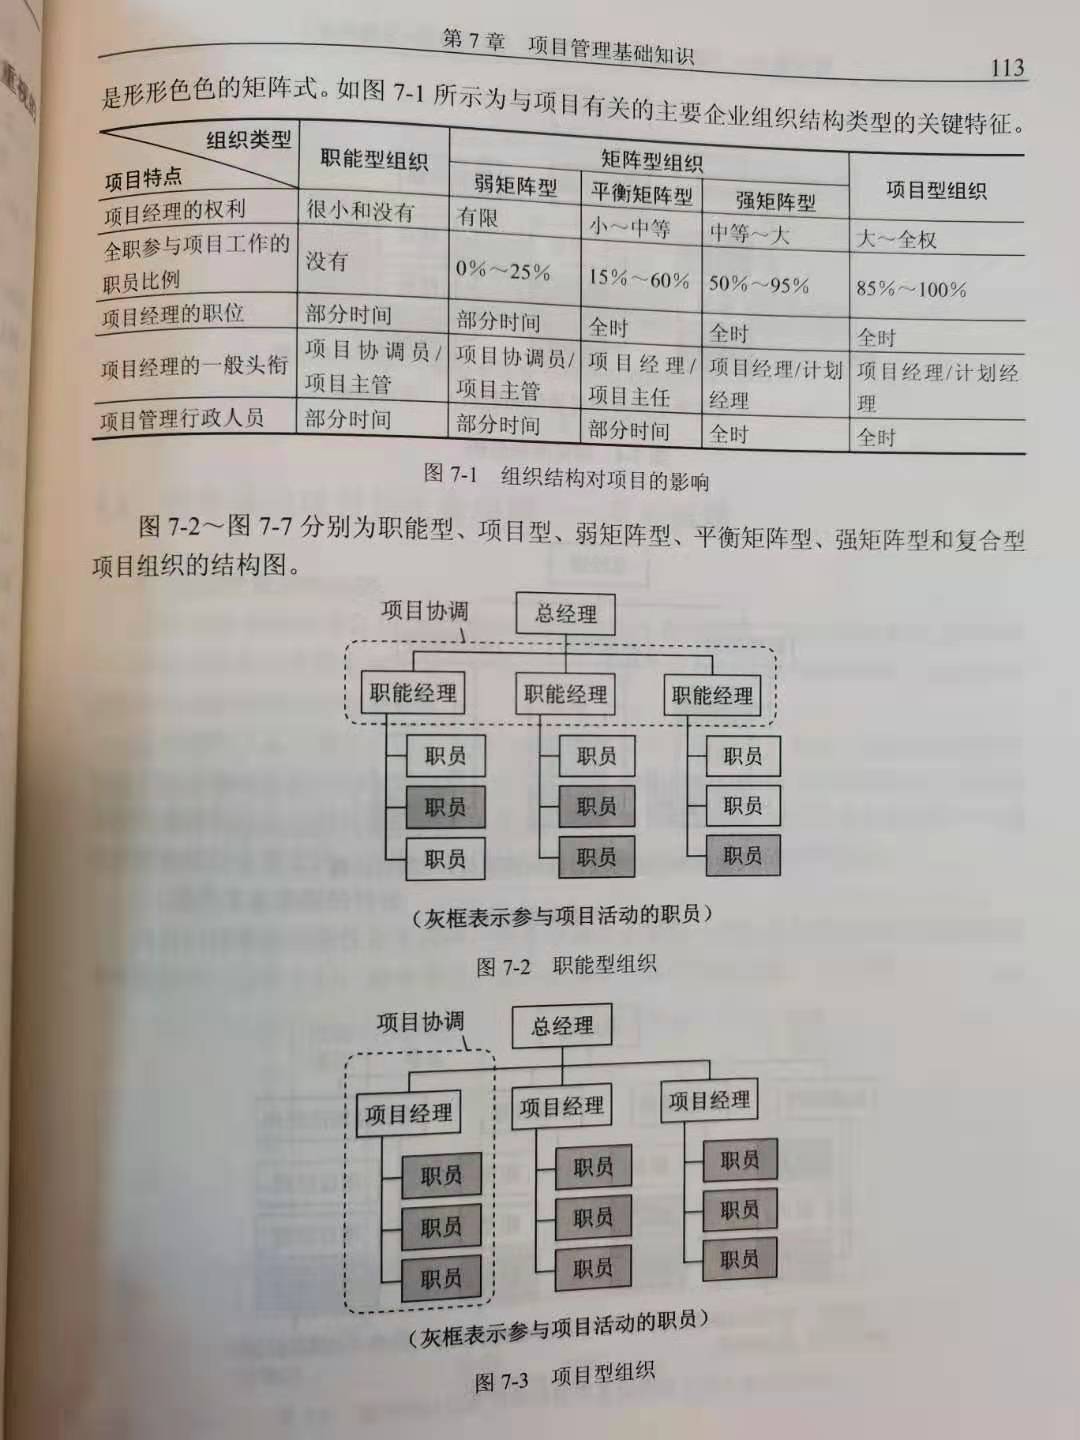 重视的
第 7 章 项目管理基础知识
113
是形形色色的矩阵式。如图 7-1 所示为与项目有关的主要企业组织结构类型的关键特征。
组织类型
项目特点
职能型组织
矩阵型组织
项目型组织
弱矩阵型 平衡矩阵型 强矩阵型
项目经理的权利 很小和没有 有限 小～中等 中等～大 大～全权
全职参与项目工作的
职员比例
没有 0%～25% 15%～60% 50%～95% 85%～100%
项目经理的职位 部分时间 部分时间 全时 全时 全时
项目经理的一般头衔
项目协调员/
项目主管
项目协调员/
项目主管
项目经理/
项目主任
项目经理/计划
经理
项目经理/计划经
理
项目管理行政人员 部分时间 部分时间 部分时间 全时 全时
图 7-1 组织结构对项目的影响
图 7-2～图 7-7 分别为职能型、项目型、弱矩阵型、平衡矩阵型、强矩阵型和复合型
项目组织的结构图。
项目协调 总经理
职能经理 职能经理 职能经理
职员 职员 职员
职员 职员 职员
职员 职员 职员
（灰框表示参与项目活动的职员）
图 7-2 职能型组织
项目协调 总经理
项目经理 项目经理 项目经理
职员 职员 职员
职员 职员 职员
职员 职员 职员
（灰框表示参与项目活动的职员）
图 7-3 项目型组织